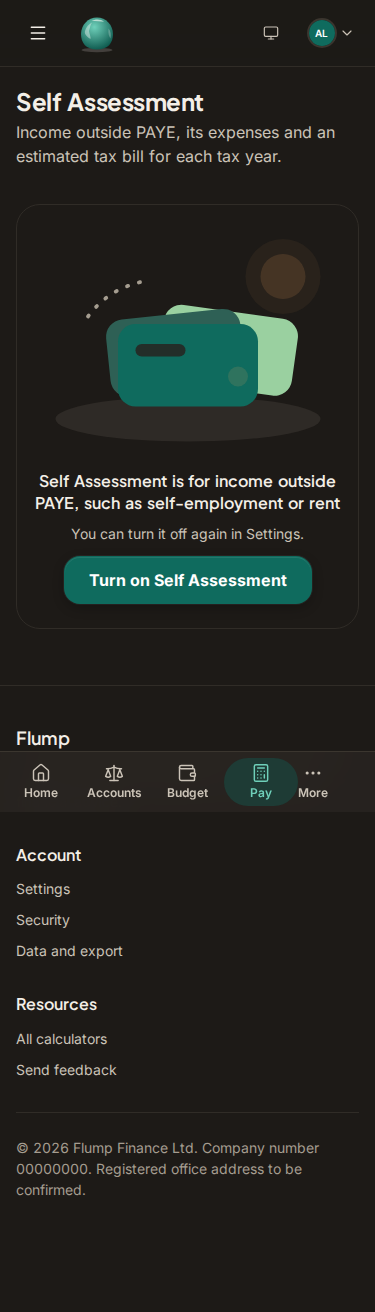 AL
Self Assessment
Income outside PAYE, its expenses and an
estimated tax bill for each tax year.
Self Assessment is for income outside
PAYE, such as self-employment or rent
You can turn it off again in Settings.
Turn on Self Assessment
Flump
Home Accounts Budget Pay More
Account
Settings
Security
Data and export
Resources
All calculators
Send feedback
© 2026 Flump Finance Ltd. Company number
00000000. Registered office address to be
confirmed.